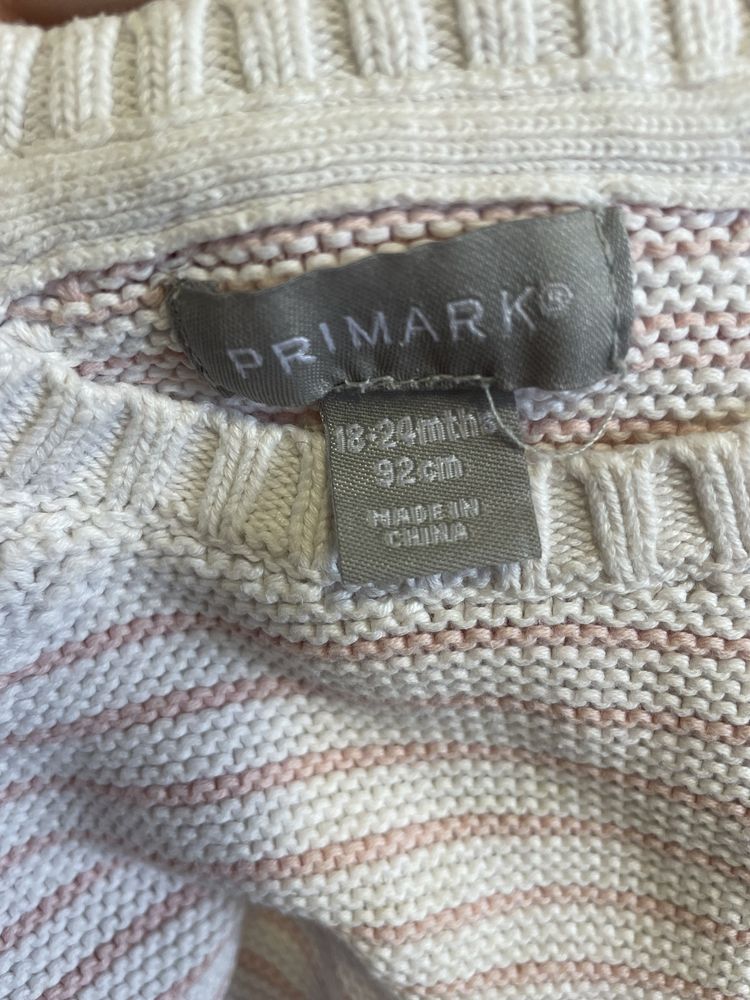 PRIMARK®
18-24mths
92cm
MADE IN
CHINA